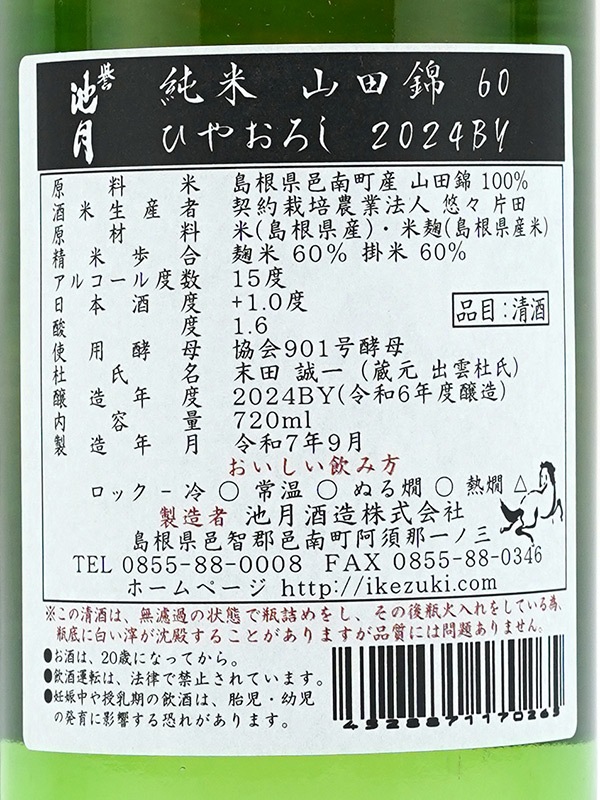 誉池月
純米 山田錦 60
ひやおろし 2024BY
原料米 島根県邑南町産 山田錦 100%
酒米生産者 契約栽培農業法人 悠々 片田
原材料 米(島根県産)・米麹(島根県産米)
精米歩合 麹米 60% 掛米 60%
アルコール度数 15度
日本酒度 +1.0度
酸度 1.6
品目:清酒
使用酵母 協会901号酵母
杜氏名 末田 誠一 (蔵元 出雲杜氏)
醸造年度 2024BY(令和6年度醸造)
内容量 720ml
製造年月 令和7年9月
おいしい飲み方
ロック - 冷 ○ 常温 ○ ぬる燗 ○ 熱燗 △
製造者 池月酒造株式会社
島根県邑智郡邑南町阿須那一ノ三
TEL 0855-88-0008 FAX 0855-88-0346
ホームページ http://ikezuki.com
※この清酒は、無濾過の状態で瓶詰めをし、その後瓶火入れをしている為、
瓶底に白い滓が沈殿することがありますが品質には問題ありません。
●お酒は、20歳になってから。
●飲酒運転は、法律で禁止されています。
●妊娠中や授乳期の飲酒は、胎児・幼児
の発育に影響する恐れがあります。